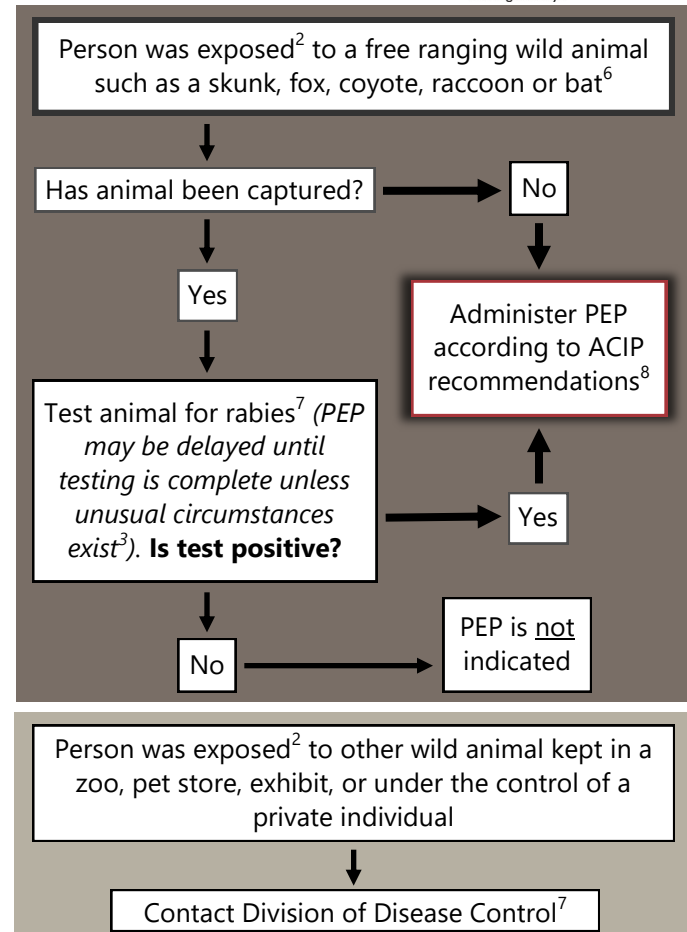 Person was exposed2 to a free ranging wild animal
such as a skunk, fox, coyote, raccoon or bat6
Has animal been captured?
No
Yes
Administer PEP
according to ACIP
recommendations8
Test animal for rabies7 (PEP
may be delayed until
testing is complete unless
unusual circumstances
exist3). Is test positive?
Yes
No
PEP is not
indicated
Person was exposed2 to other wild animal kept in a
zoo, pet store, exhibit, or under the control of a
private individual
Contact Division of Disease Control7